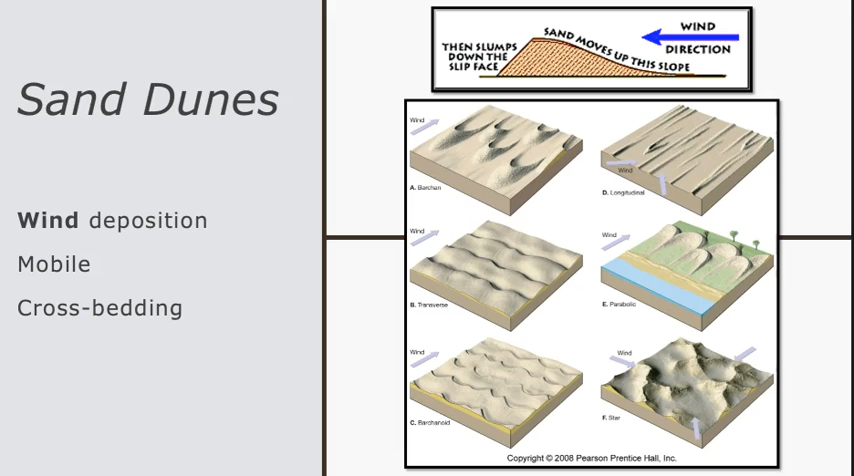 Sand Dunes
Wind deposition
Mobile
Cross-bedding
WIND
DIRECTION
SAND MOVES UP THIS SLOPE
THEN SLUMPS
DOWN THE
SLIP FACE
Wind
A. Barchan
Wind
D. Longitudinal
Wind
B. Transverse
Wind
E. Parabolic
Wind
C. Barchanoid
Wind
F. Star
Copyright © 2008 Pearson Prentice Hall, Inc.